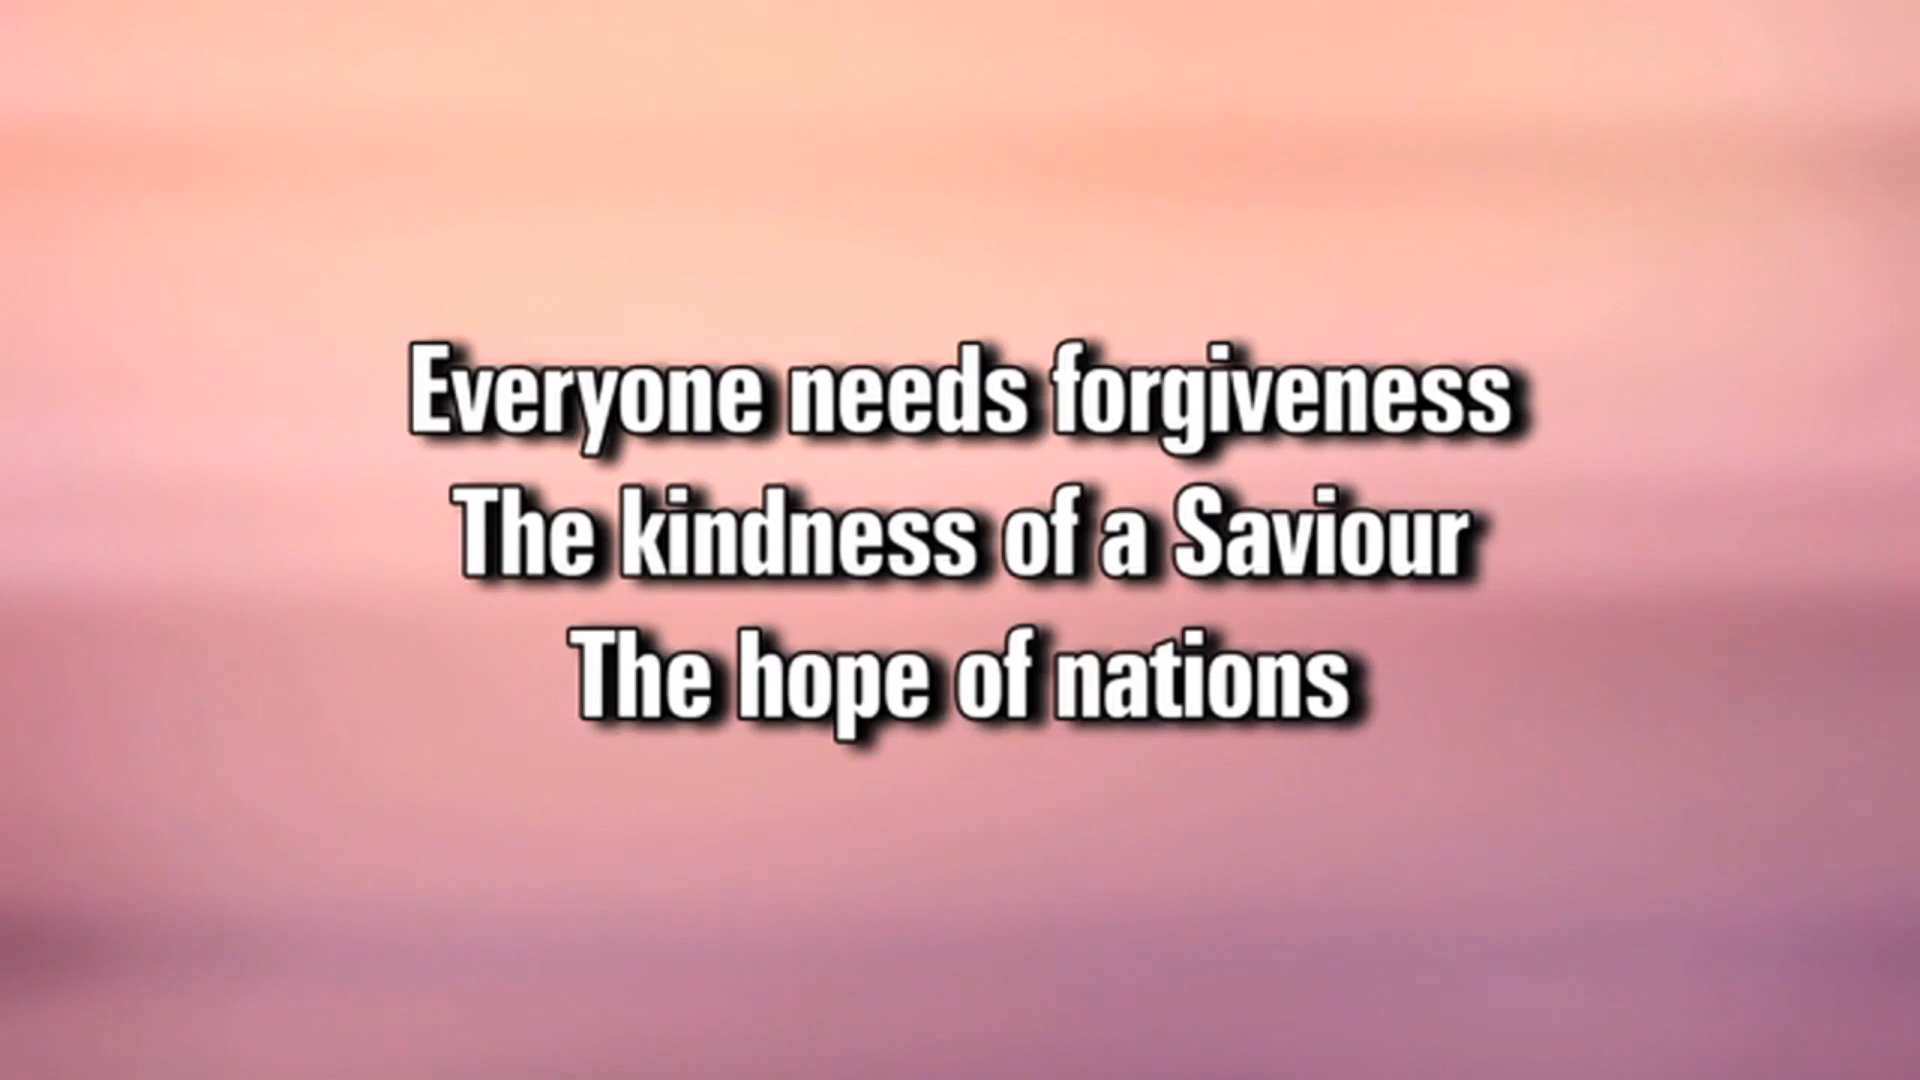 Everyone needs forgiveness
The kindness of a Saviour
The hope of nations